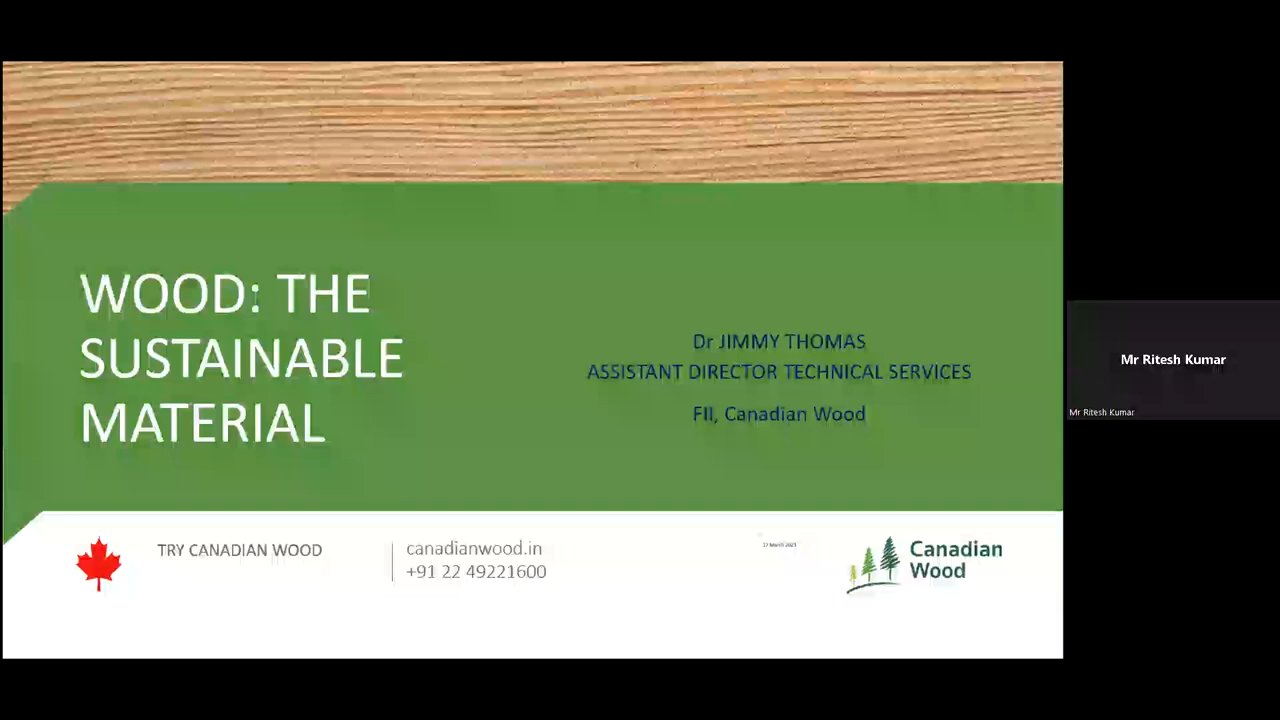 WOOD: THE
SUSTAINABLE
MATERIAL
Dr JIMMY THOMAS
ASSISTANT DIRECTOR TECHNICAL SERVICES
FII, Canadian Wood
TRY CANADIAN WOOD
canadianwood.in
+91 22 49221600
Canadian
Wood
Mr Ritesh Kumar
Mr Ritesh Kumar